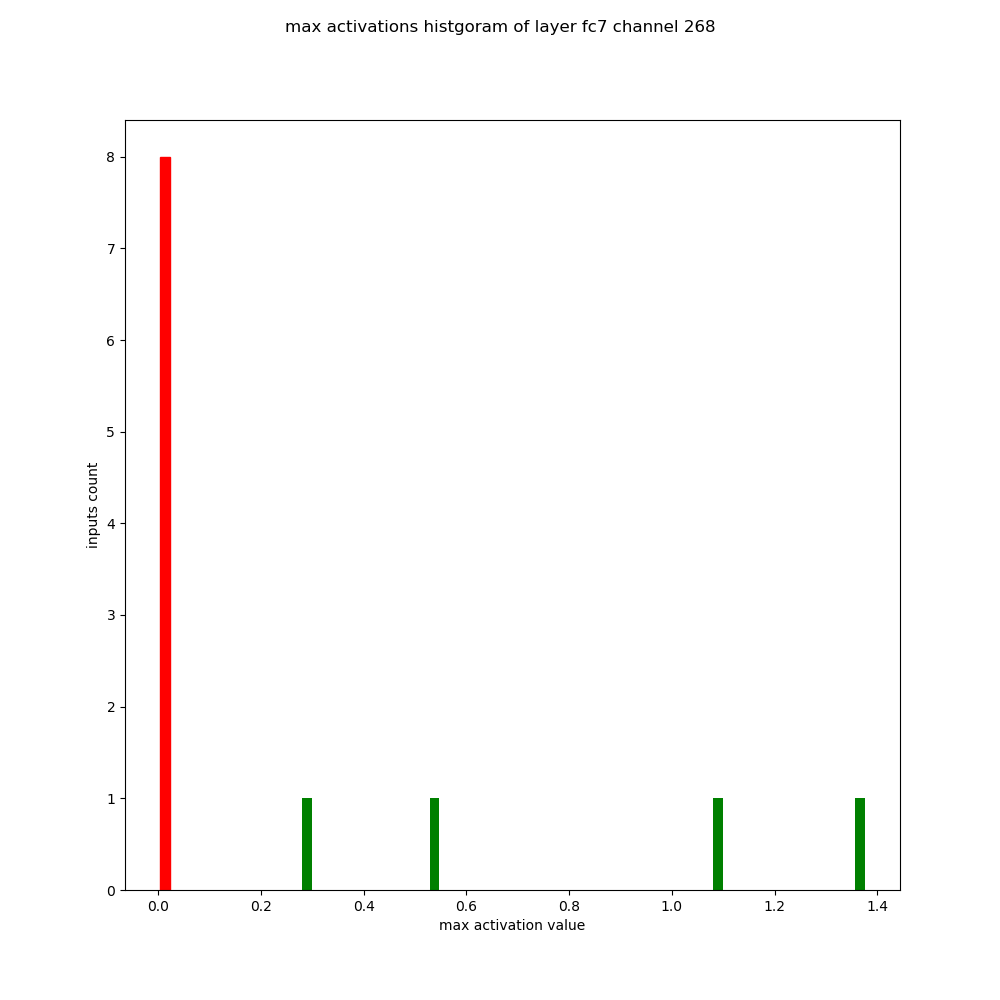 max activations histgoram of layer fc7 channel 268
8
7
6
5
4
3
2
1
0
inputs count
0.0 0.2 0.4 0.6 0.8 1.0 1.2 1.4
max activation value